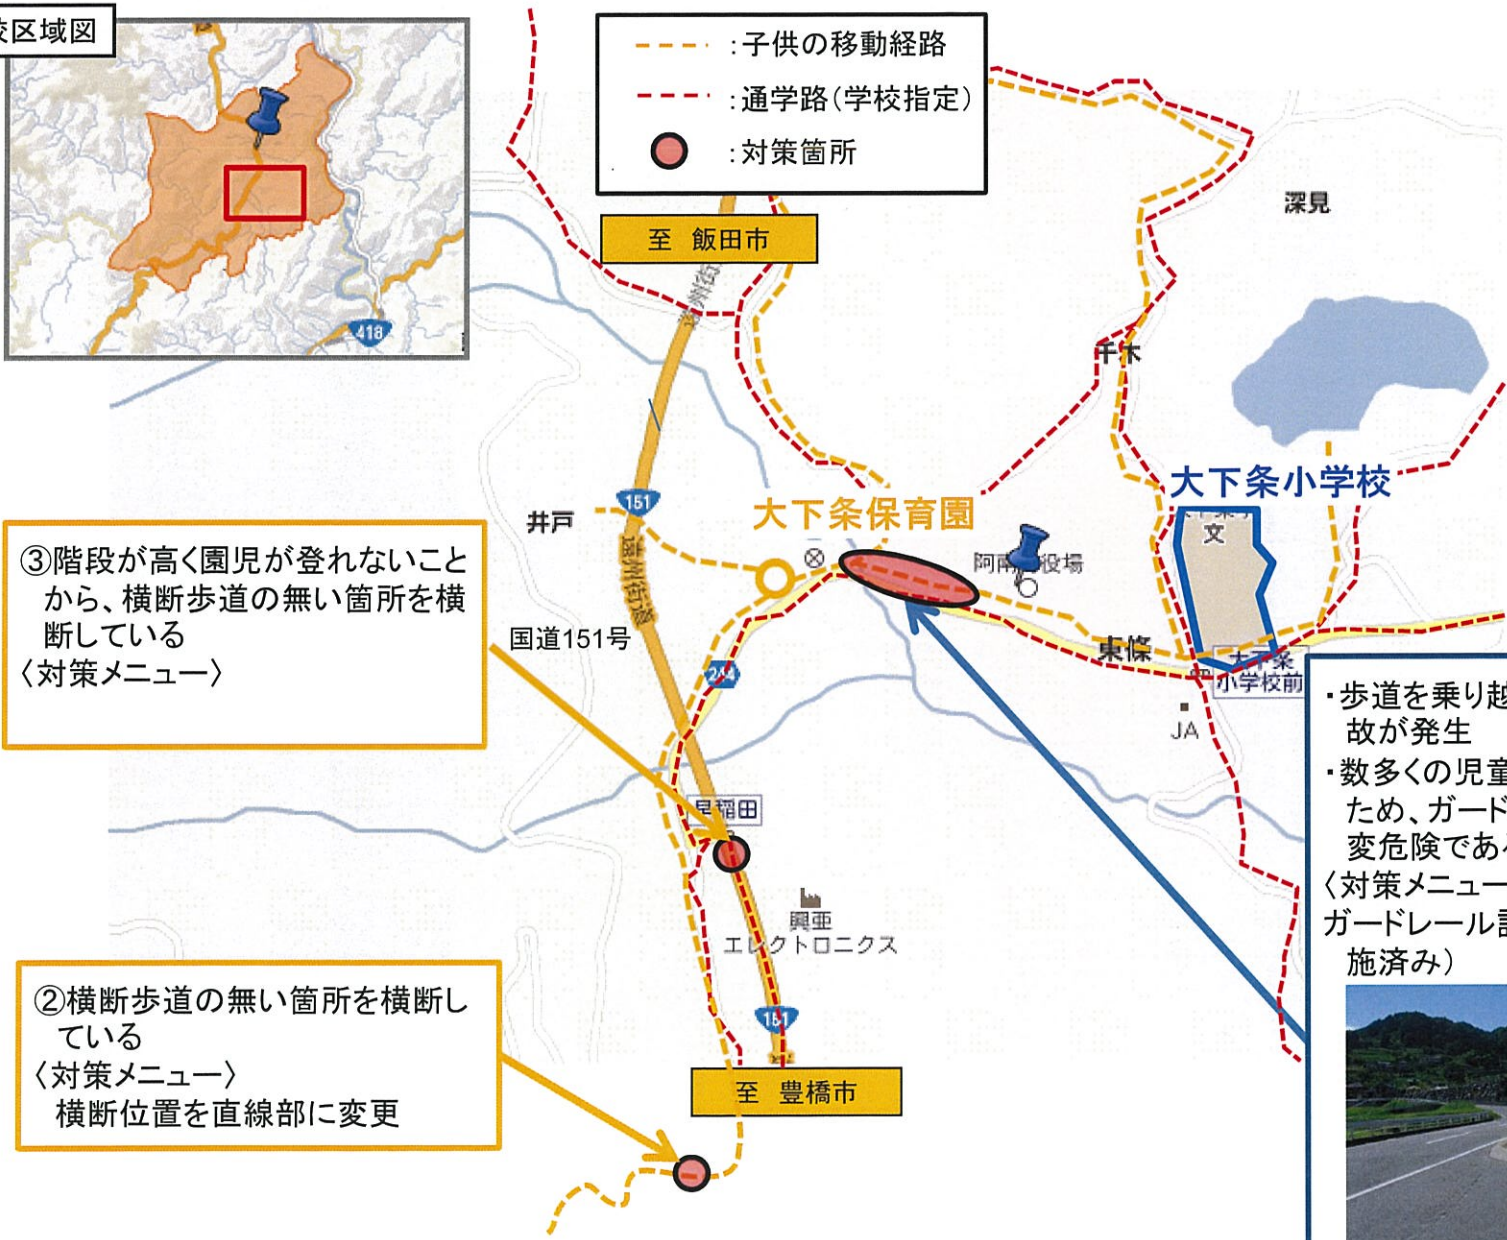 校区域図
418
:子供の移動経路
:通学路(学校指定)
:対策箇所
至 飯田市
深見
千木
大下条小学校
文
151
井戸
大下条保育園
遠州街道
国道151号
東條
大下条
小学校前
JA
③階段が高く園児が登れないこと
から、横断歩道の無い箇所を横
断している
〈対策メニュー〉
早稲田
興亜
エレクトロニクス
151
②横断歩道の無い箇所を横断し
ている
〈対策メニュー〉
横断位置を直線部に変更
至 豊橋市
・歩道を乗り越
故が発生
・数多くの児童
ため、ガード
変危険であ
〈対策メニュー
ガードレール
施済み)